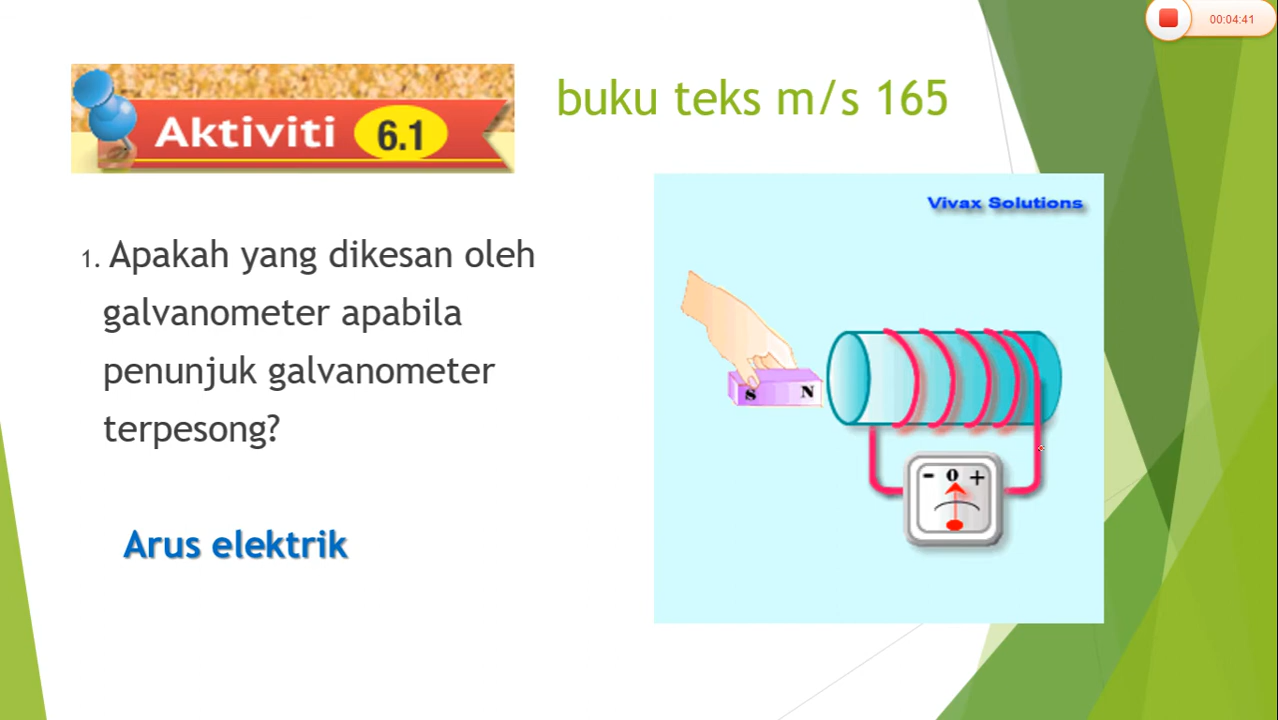 00:04:41
Aktiviti 6.1
buku teks m/s 165
Vivax Solutions
1. Apakah yang dikesan oleh
galvanometer apabila
penunjuk galvanometer
terpesong?
S N
- 0 +
Arus elektrik